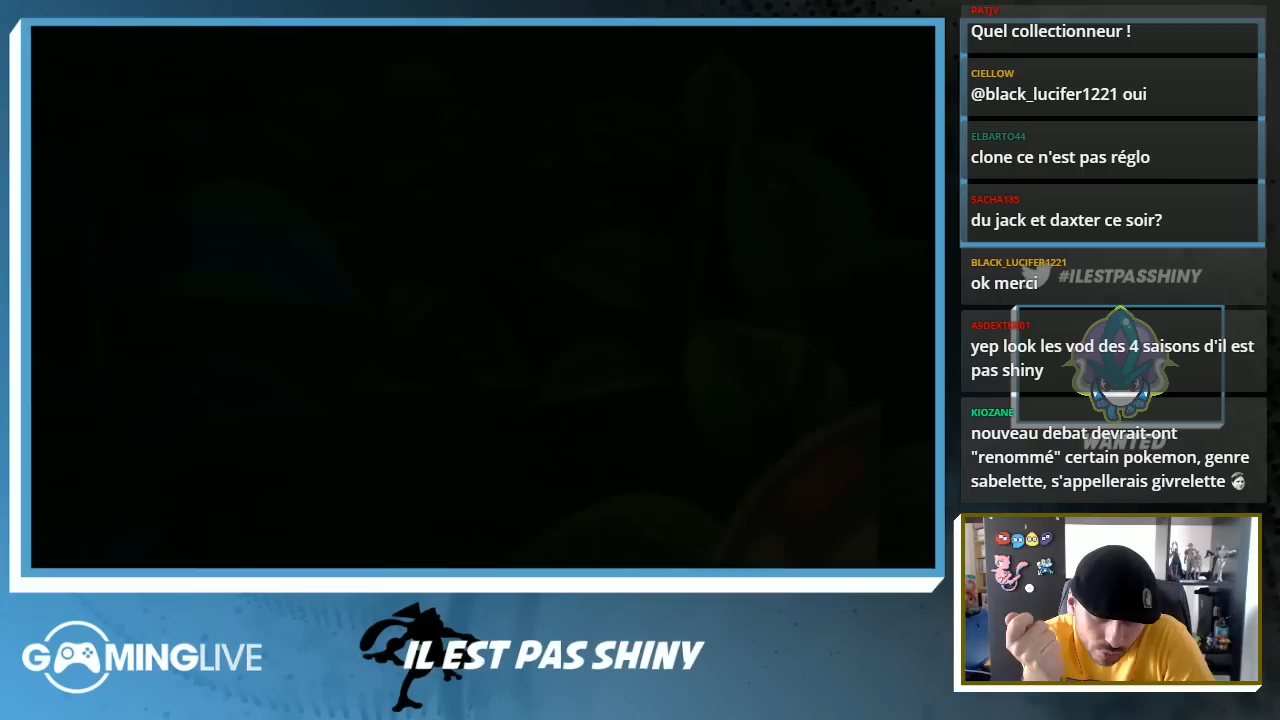 PATJV
Quel collectionneur !
CIELLOW
@black_lucifer1221 oui
ELBARTO44
clone ce n'est pas réglo
SACHA185
du jack et daxter ce soir?
BLACK_LUCIFER1221
ok merci
#ILESTPASSHINY
yep look les vod des 4 saisons d'il est
pas shiny
KIOZANE
WANTED
nouveau debat devrait-ont
"renommé" certain pokemon, genre
sabelette, s'appellerais givrelette
GAMINGLIVE
IL EST PAS SHINY